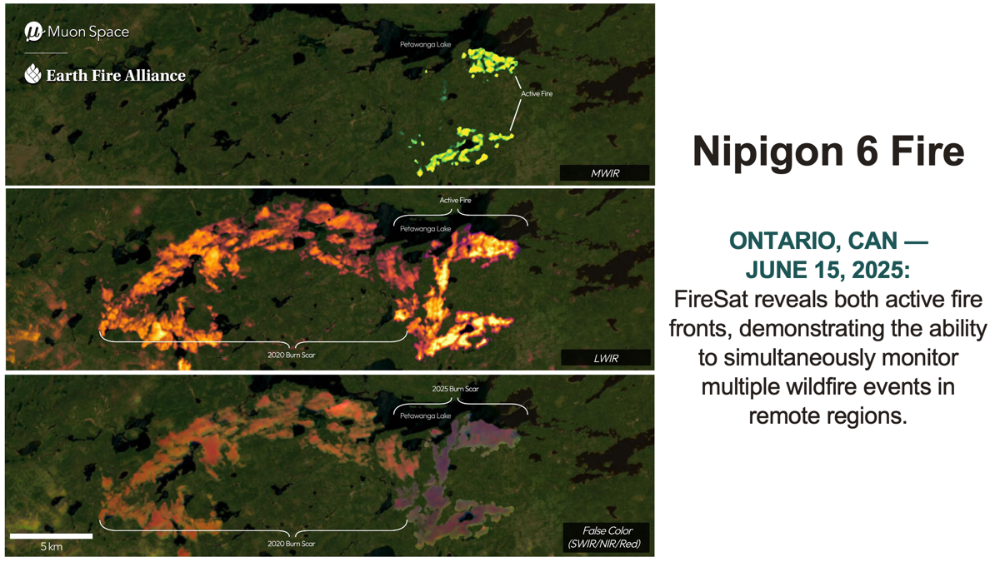 Muon Space
Earth Fire Alliance
Petawanga Lake
Active Fire
MWIR
Active Fire
Petawanga Lake
2020 Burn Scar
LWIR
2025 Burn Scar
Petawanga Lake
2020 Burn Scar
5 km
False Color
(SWIR/NIR/Red)
Nipigon 6 Fire
ONTARIO, CAN —
JUNE 15, 2025:
FireSat reveals both active fire
fronts, demonstrating the ability
to simultaneously monitor
multiple wildfire events in
remote regions.